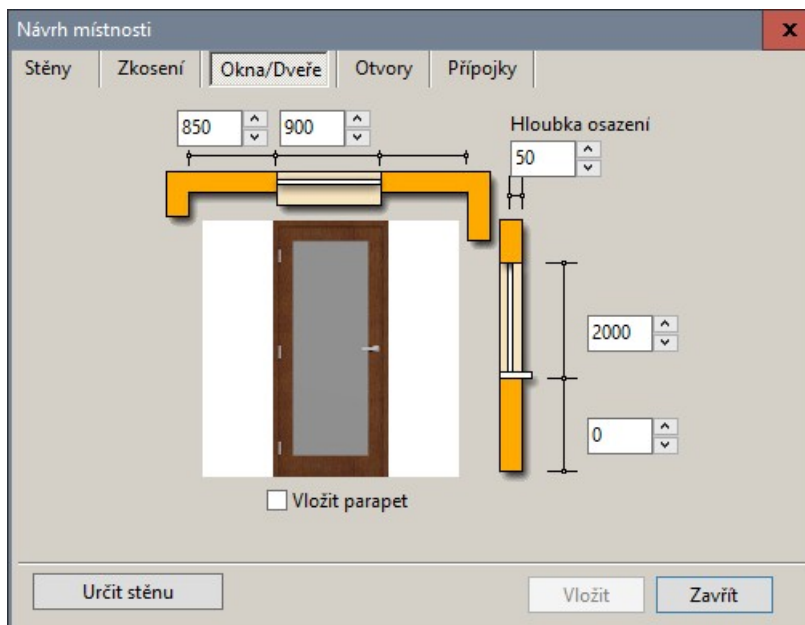 Návrh místnosti
x
Stěny Zkosení Okna/Dveře Otvory Přípojky
850 900 Hloubka osazení
50
2000
0
Vložit parapet
Určit stěnu Vložit Zavřít